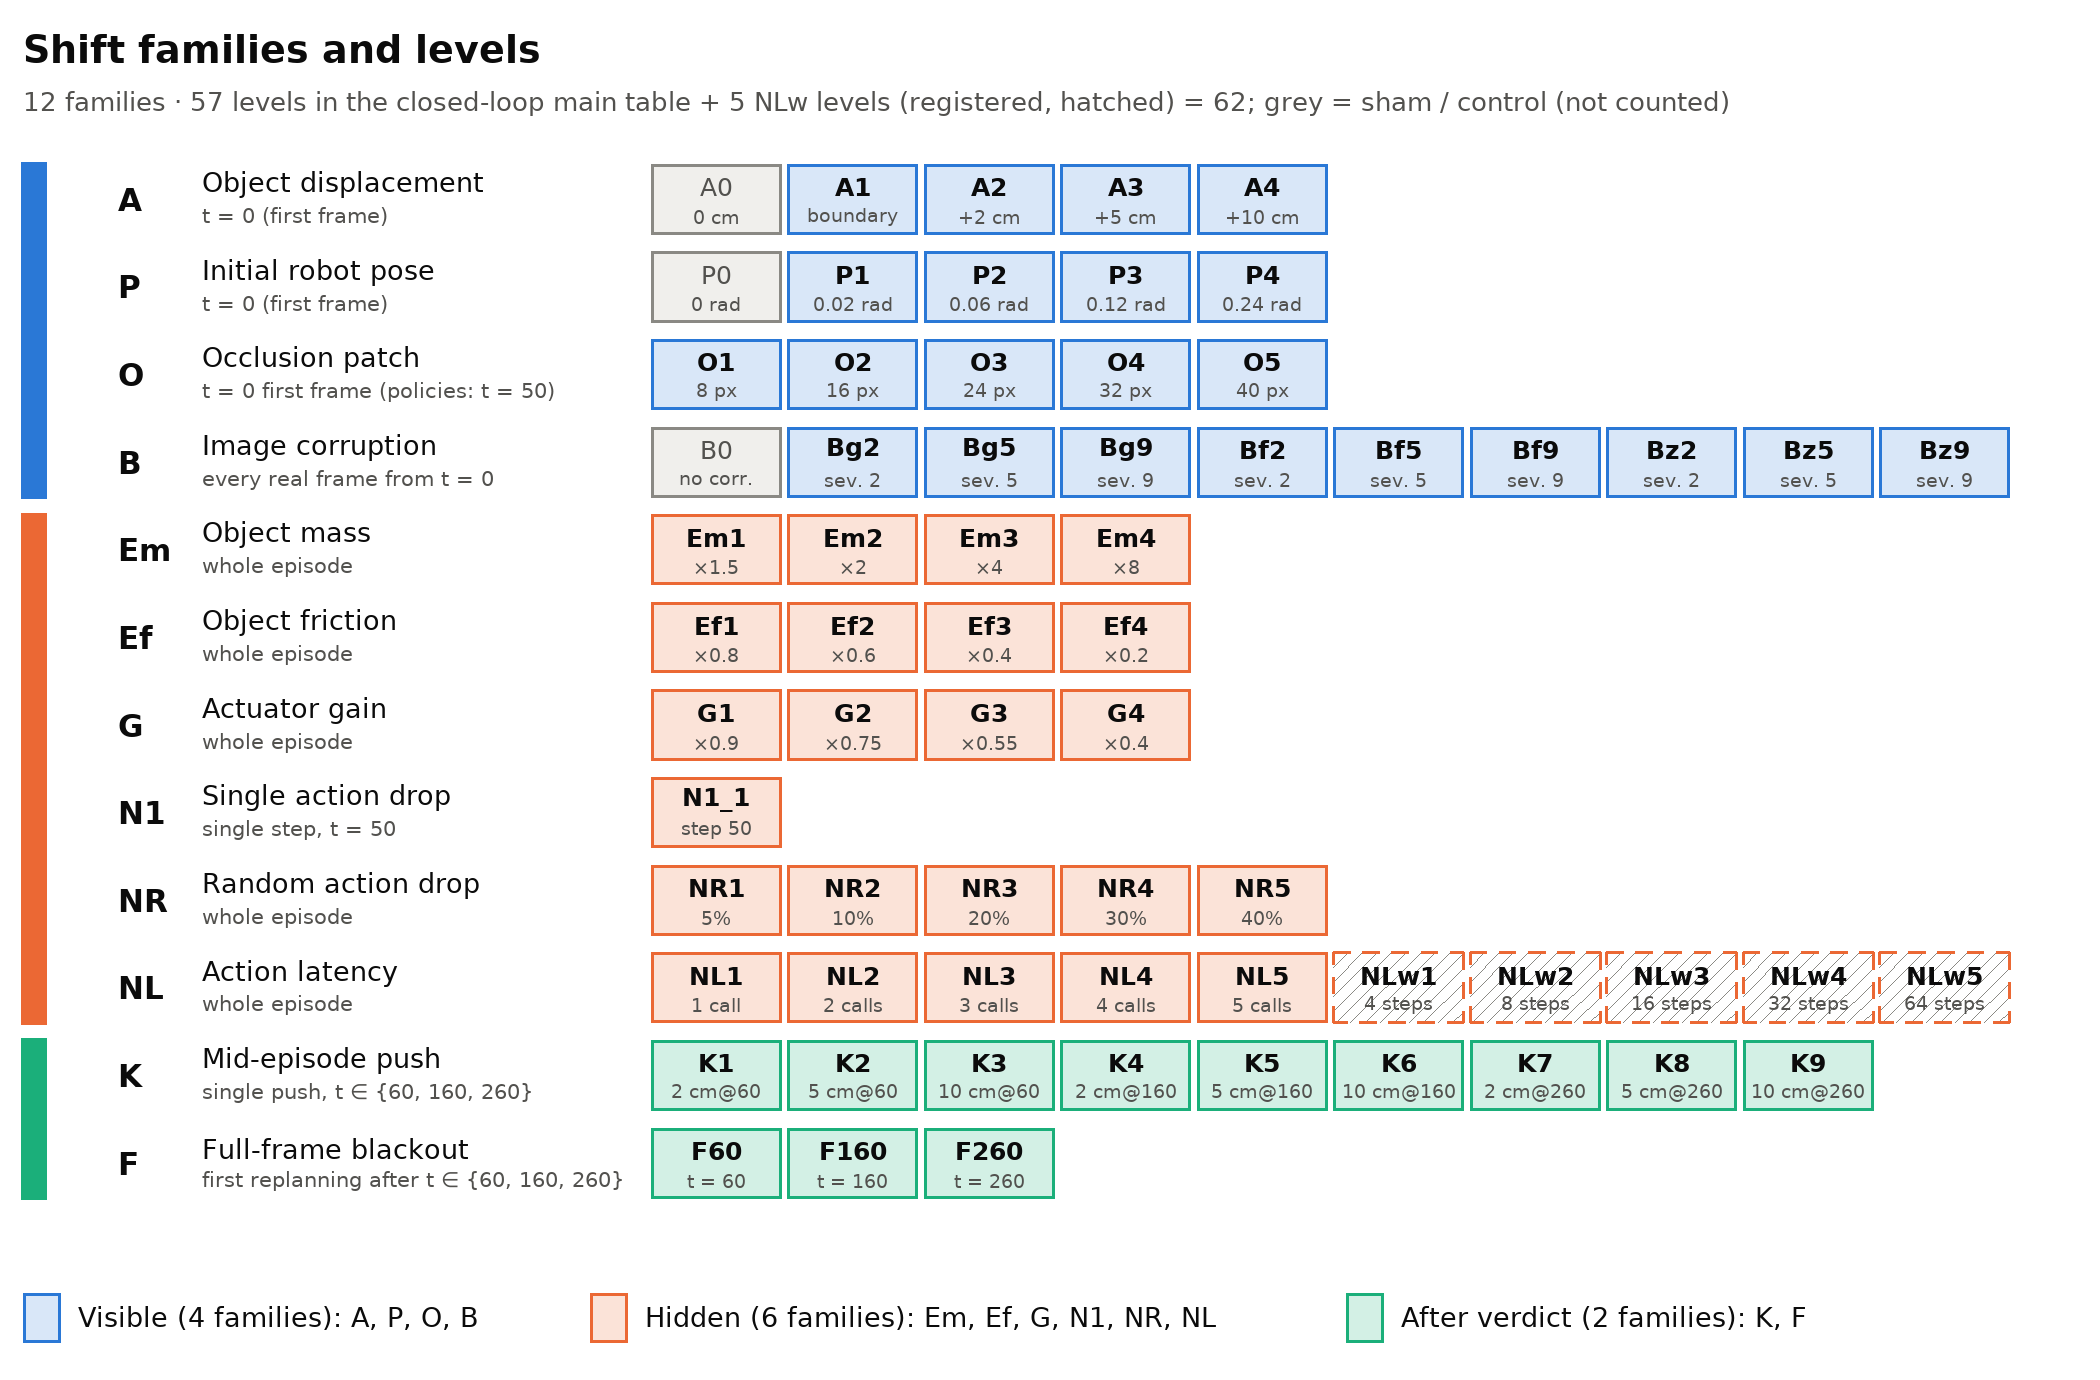 Shift families and levels
12 families · 57 levels in the closed-loop main table + 5 NLw levels (registered, hatched) = 62; grey = sham / control (not counted)
A Object displacement A0 A1 A2 A3 A4
t = 0 (first frame) 0 cm boundary +2 cm +5 cm +10 cm
P Initial robot pose P0 P1 P2 P3 P4
t = 0 (first frame) 0 rad 0.02 rad 0.06 rad 0.12 rad 0.24 rad
O Occlusion patch O1 O2 O3 O4 O5
t = 0 first frame (policies: t = 50) 8 px 16 px 24 px 32 px 40 px
B Image corruption B0 Bg2 Bg5 Bg9 Bf2 Bf5 Bf9 Bz2 Bz5 Bz9
every real frame from t = 0 no corr. sev. 2 sev. 5 sev. 9 sev. 2 sev. 5 sev. 9 sev. 2 sev. 5 sev. 9
Em Object mass Em1 Em2 Em3 Em4
whole episode ×1.5 ×2 ×4 ×8
Ef Object friction Ef1 Ef2 Ef3 Ef4
whole episode ×0.8 ×0.6 ×0.4 ×0.2
G Actuator gain G1 G2 G3 G4
whole episode ×0.9 ×0.75 ×0.55 ×0.4
N1 Single action drop N1_1
single step, t = 50 step 50
NR Random action drop NR1 NR2 NR3 NR4 NR5
whole episode 5% 10% 20% 30% 40%
NL Action latency NL1 NL2 NL3 NL4 NL5 NLw1 NLw2 NLw3 NLw4 NLw5
whole episode 1 call 2 calls 3 calls 4 calls 5 calls 4 steps 8 steps 16 steps 32 steps 64 steps
K Mid-episode push K1 K2 K3 K4 K5 K6 K7 K8 K9
single push, t ∈ {60, 160, 260} 2 cm@60 5 cm@60 10 cm@60 2 cm@160 5 cm@160 10 cm@160 2 cm@260 5 cm@260 10 cm@260
F Full-frame blackout F60 F160 F260
first replanning after t ∈ {60, 160, 260} t = 60 t = 160 t = 260
Visible (4 families): A, P, O, B Hidden (6 families): Em, Ef, G, N1, NR, NL After verdict (2 families): K, F